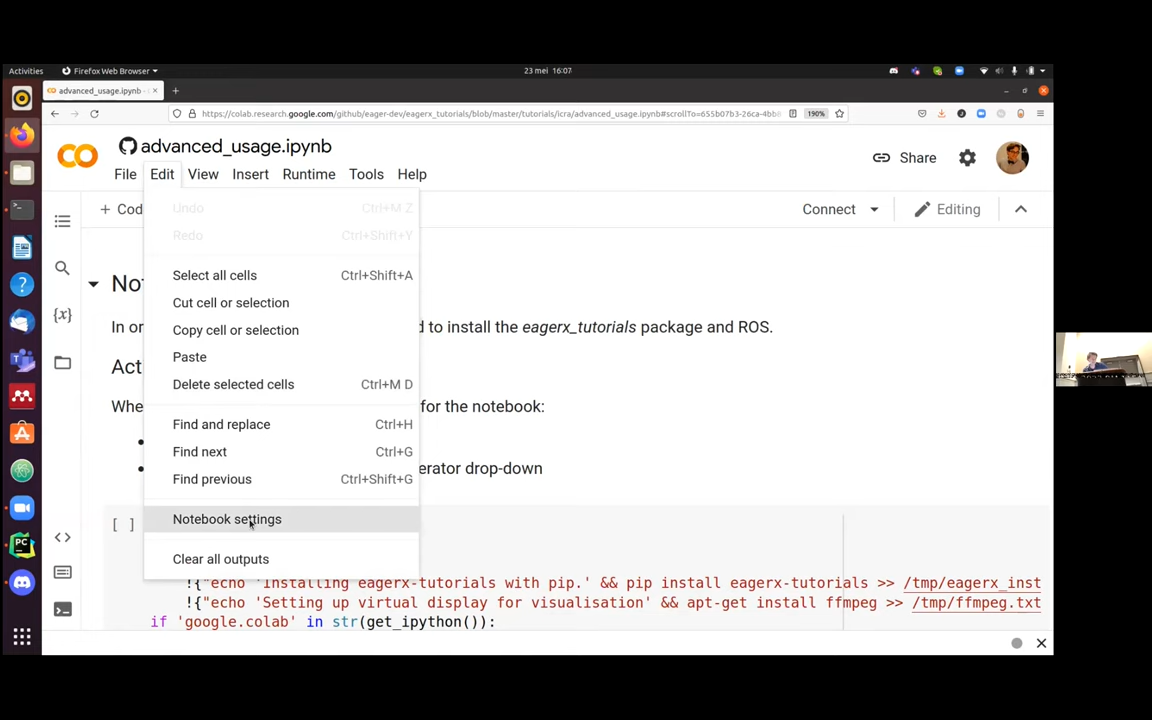 Activities
Firefox Web Browser
23 mei 16:07
advanced_usage.ipynb -
https://colab.research.google.com/github/eager-dev/eagerx_tutorials/blob/master/tutorials/icra/advanced_usage.ipynb#scrollTo=655b07b3-26ca-4bb8
190%
advanced_usage.ipynb
Share
File Edit View Insert Runtime Tools Help
+ Cod
Connect
Editing
Undo Ctrl+M Z
Redo Ctrl+Shift+Y
Select all cells Ctrl+Shift+A
Cut cell or selection
Copy cell or selection
Paste
Delete selected cells Ctrl+M D
Find and replace Ctrl+H
Find next Ctrl+G
Find previous Ctrl+Shift+G
Notebook settings
Clear all outputs
Not
In or
d to install the eagerx_tutorials package and ROS.
Act
Whe
for the notebook:
erator drop-down
[ ]
!{"echo 'Installing eagerx-tutorials with pip.' && pip install eagerx-tutorials >> /tmp/eagerx_inst
!{"echo 'Setting up virtual display for visualisation' && apt-get install ffmpeg >> /tmp/ffmpeg.txt
if 'google.colab' in str(get_ipython()):